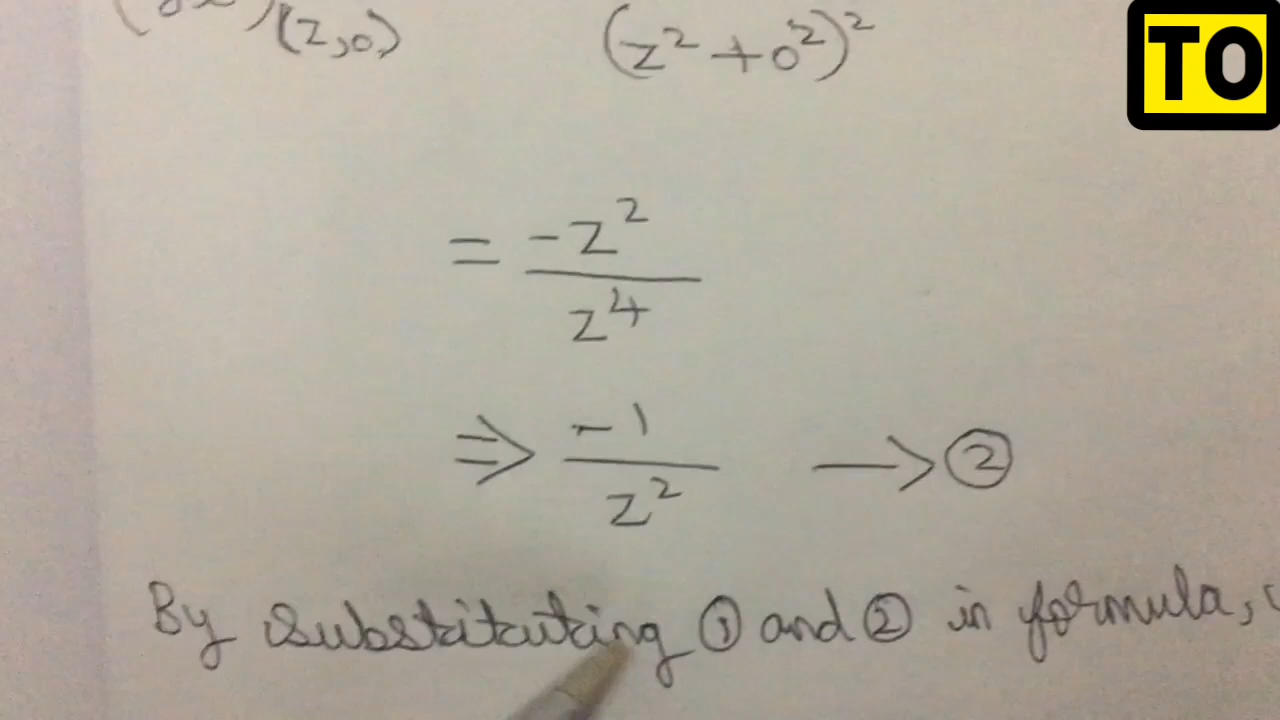 (z,0) (z² + 0²)²
TO
= -z² / z⁴
⇒ -1 / z² → ②
By substituting ① and ② in formula,